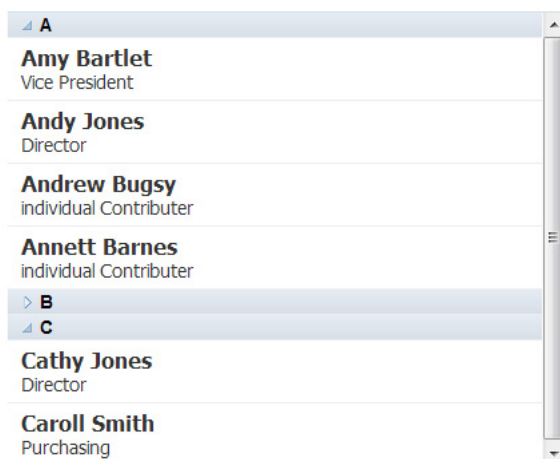 A
Amy Bartlet
Vice President
Andy Jones
Director
Andrew Bugsy
individual Contributer
Annett Barnes
individual Contributer
B
C
Cathy Jones
Director
Caroll Smith
Purchasing